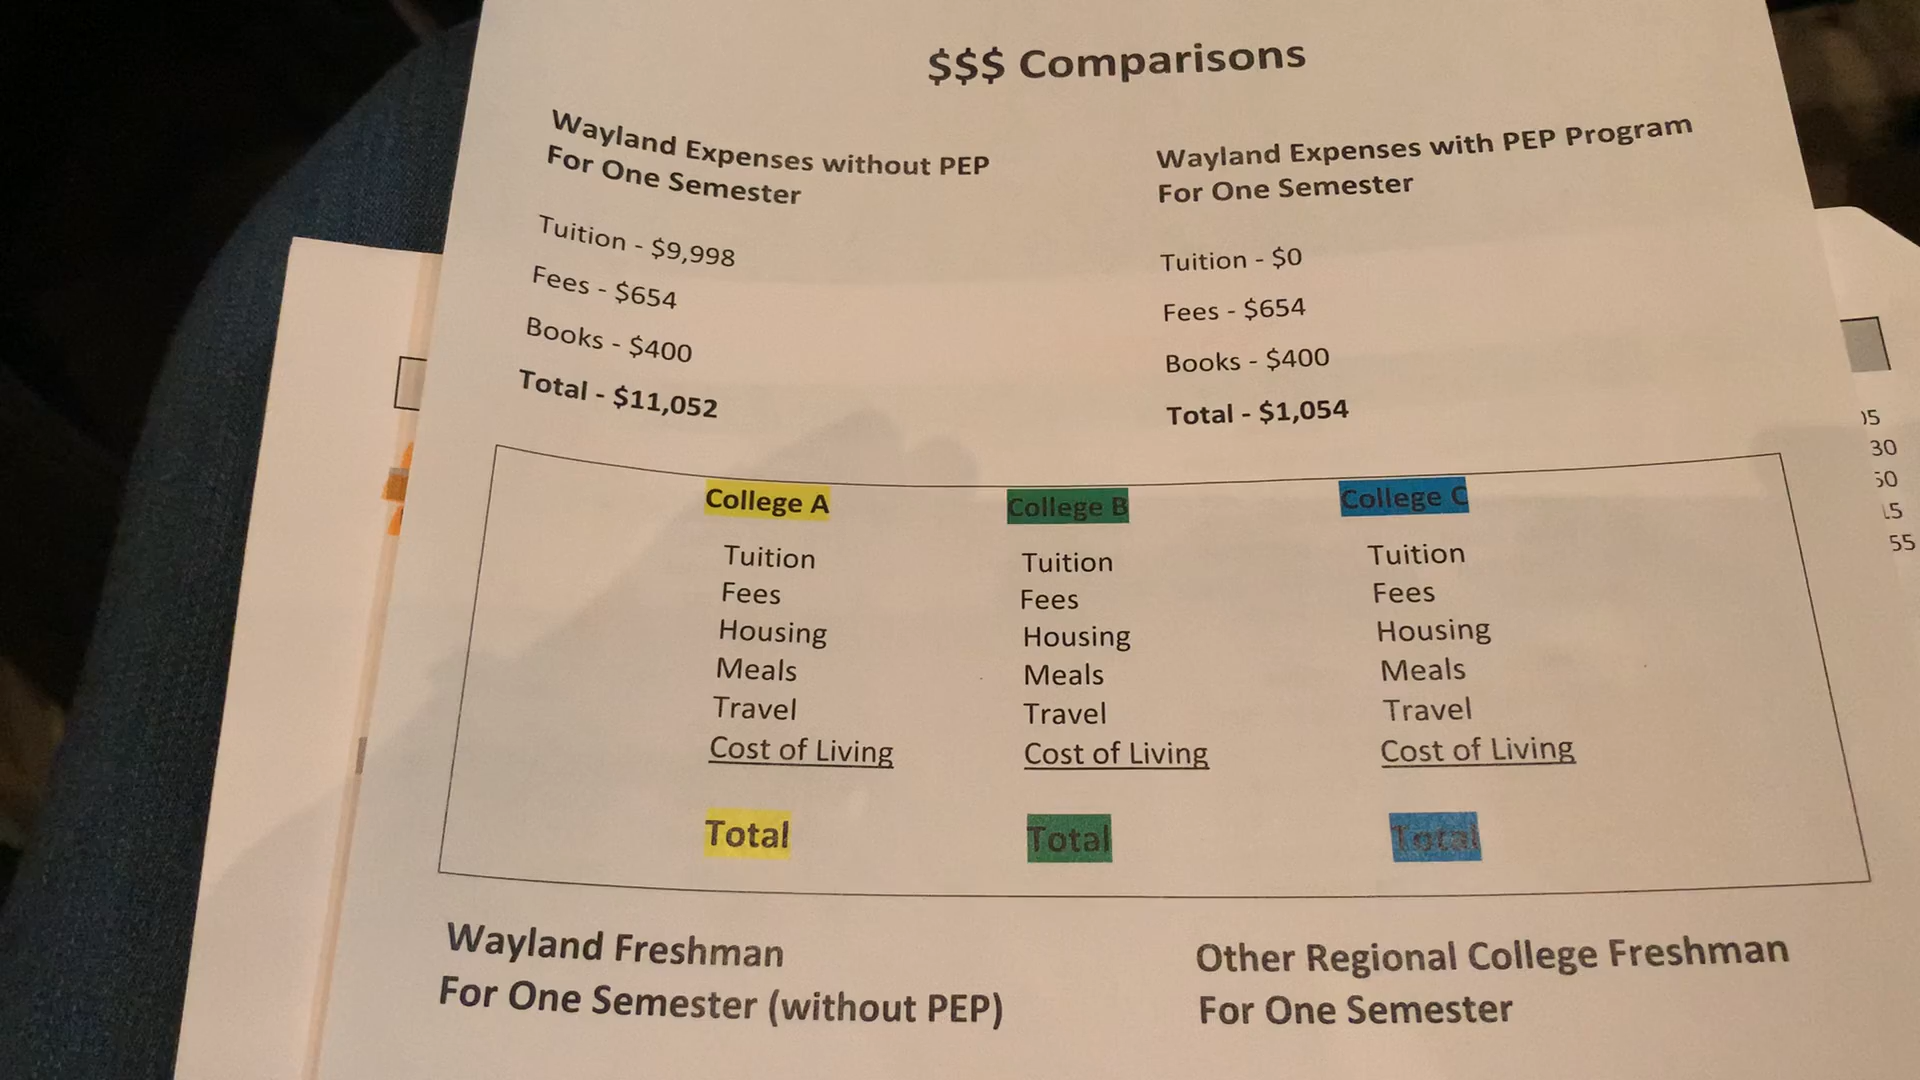 $$$ Comparisons
Wayland Expenses without PEP
For One Semester
Tuition - $9,998
Fees - $654
Books - $400
Total - $11,052
Wayland Expenses with PEP Program
For One Semester
Tuition - $0
Fees - $654
Books - $400
Total - $1,054
College A
Tuition
Fees
Housing
Meals
Travel
Cost of Living
Total
College B
Tuition
Fees
Housing
Meals
Travel
Cost of Living
Total
College C
Tuition
Fees
Housing
Meals
Travel
Cost of Living
Total
Wayland Freshman
For One Semester (without PEP)
Other Regional College Freshman
For One Semester
30
55